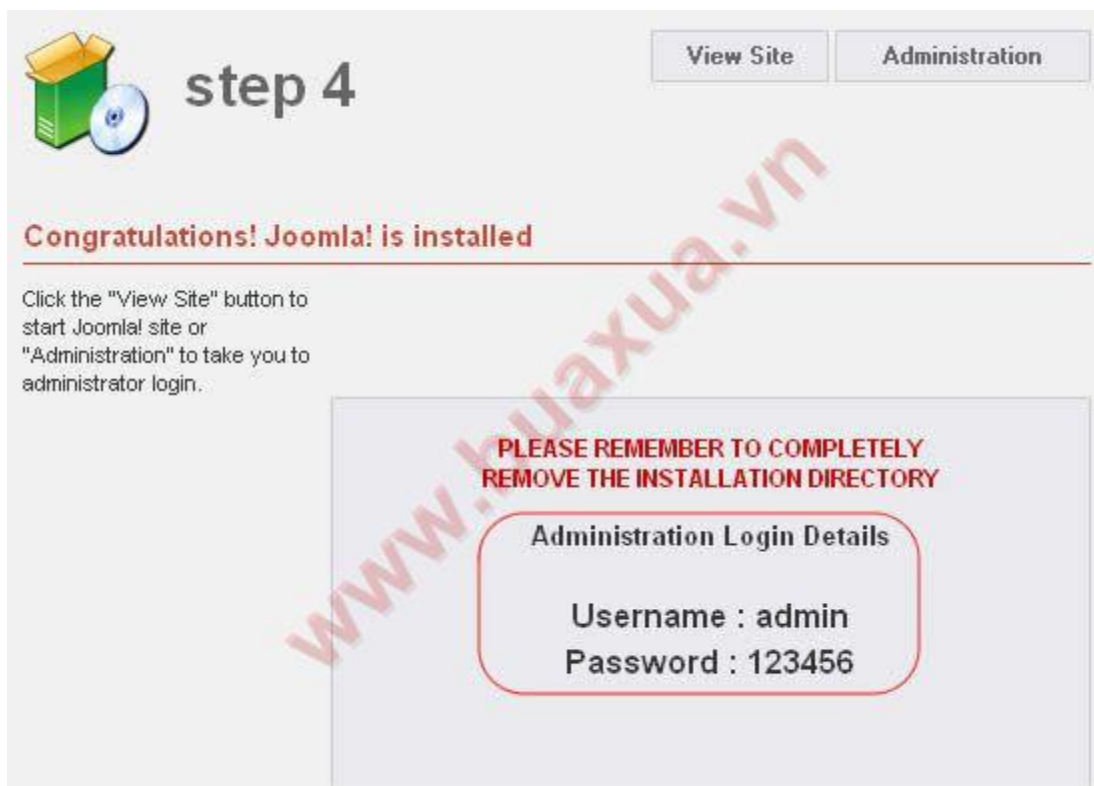 step 4
View Site
Administration
Congratulations! Joomla! is installed
Click the "View Site" button to
start Joomla! site or
"Administration" to take you to
administrator login.
PLEASE REMEMBER TO COMPLETELY
REMOVE THE INSTALLATION DIRECTORY
Administration Login Details
Username : admin
Password : 123456
www.buaxua.vn